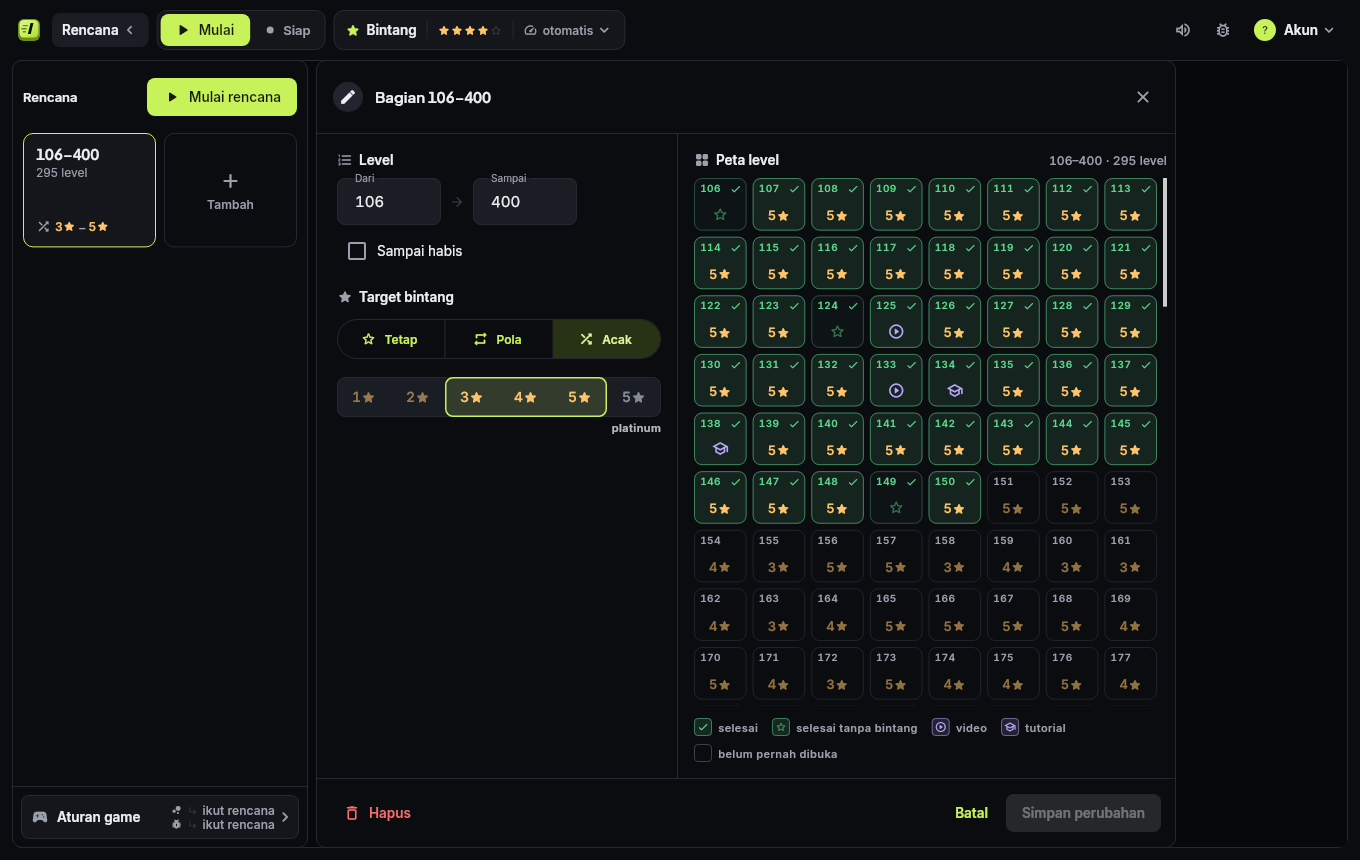 Rencana
Mulai
Siap
Bintang
otomatis
?
Akun
Rencana
Mulai rencana
106–400
295 level
3 – 5
Tambah
Aturan game
ikut rencana
ikut rencana
Bagian 106–400
Level
Dari
106
Sampai
400
Sampai habis
Target bintang
Tetap
Pola
Acak
1 2 3 4 5 5
platinum
Peta level
106–400 · 295 level
106 107 108 109 110 111 112 113
5 5 5 5 5 5 5
114 115 116 117 118 119 120 121
5 5 5 5 5 5 5 5
122 123 124 125 126 127 128 129
5 5 5 5 5 5
130 131 132 133 134 135 136 137
5 5 5 5 5 5
138 139 140 141 142 143 144 145
5 5 5 5 5 5 5
146 147 148 149 150 151 152 153
5 5 5 5 5 5 5
154 155 156 157 158 159 160 161
4 3 5 5 3 4 3 3
162 163 164 165 166 167 168 169
4 3 4 5 5 5 5 4
170 171 172 173 174 175 176 177
5 4 3 5 4 4 5 4
selesai
selesai tanpa bintang
video
tutorial
belum pernah dibuka
Hapus
Batal
Simpan perubahan